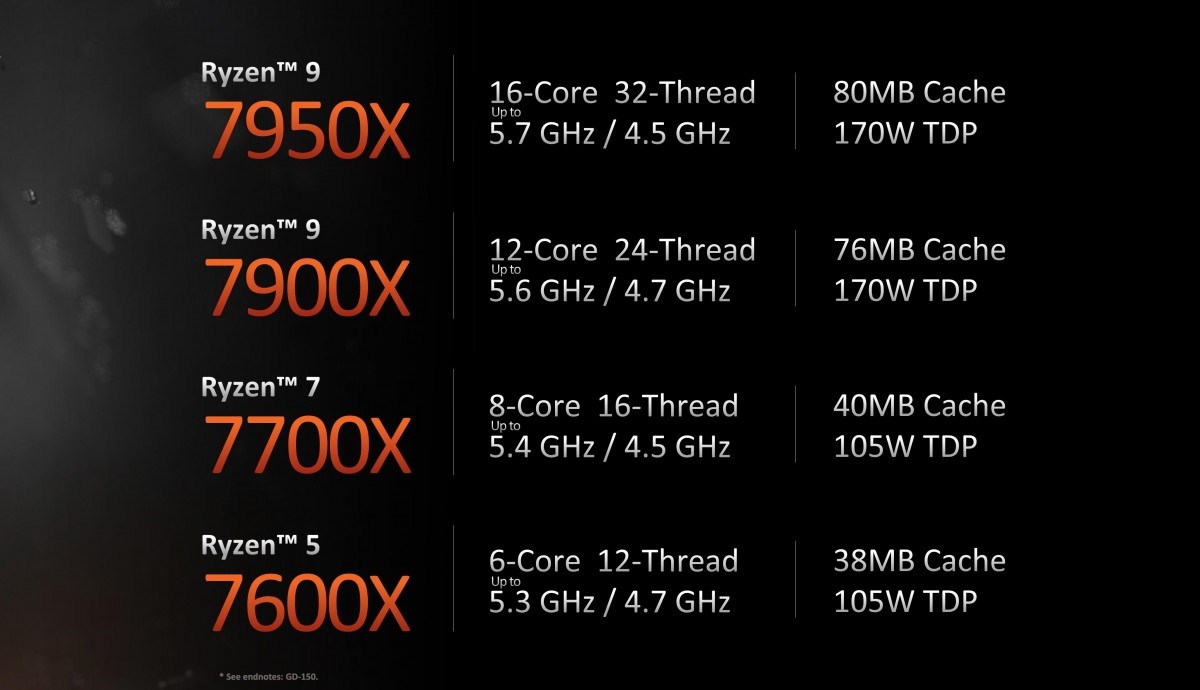 Ryzen™ 9
7950X
16-Core 32-Thread
Up to
5.7 GHz / 4.5 GHz
80MB Cache
170W TDP
Ryzen™ 9
7900X
12-Core 24-Thread
Up to
5.6 GHz / 4.7 GHz
76MB Cache
170W TDP
Ryzen™ 7
7700X
8-Core 16-Thread
Up to
5.4 GHz / 4.5 GHz
40MB Cache
105W TDP
Ryzen™ 5
7600X
6-Core 12-Thread
Up to
5.3 GHz / 4.7 GHz
38MB Cache
105W TDP
* See endnotes: GD-150.